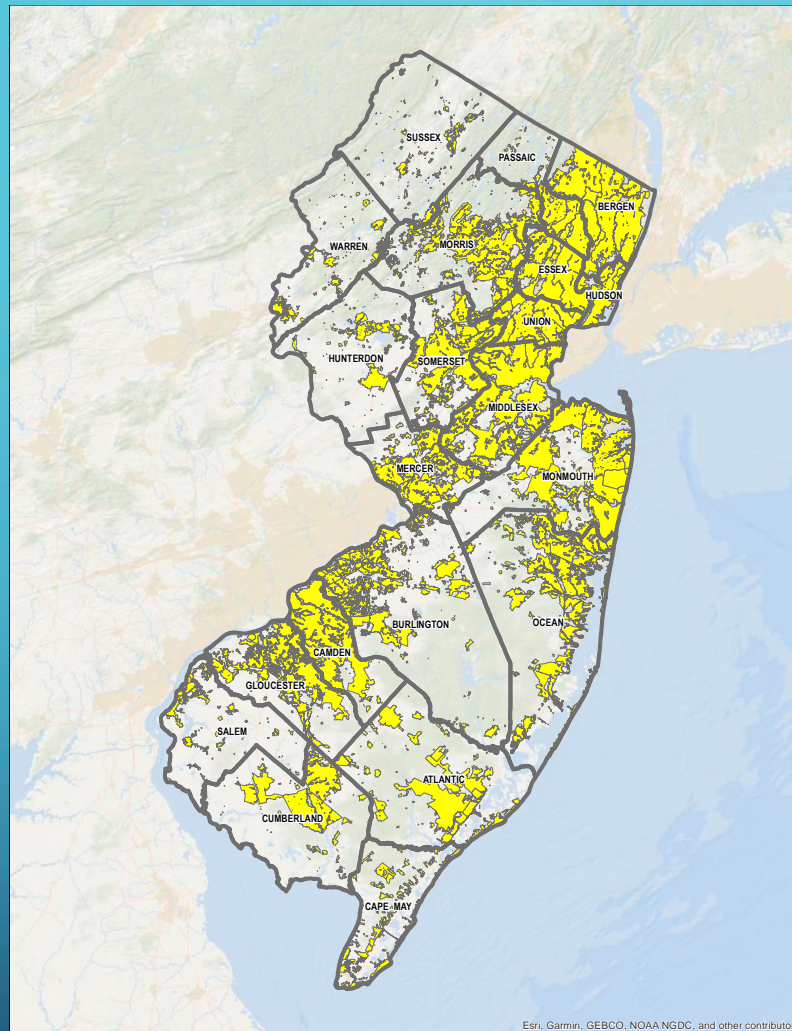 SUSSEX
PASSAIC
BERGEN
WARREN
MORRIS
ESSEX
HUDSON
UNION
HUNTERDON
SOMERSET
MIDDLESEX
MERCER
MONMOUTH
OCEAN
BURLINGTON
CAMDEN
GLOUCESTER
SALEM
ATLANTIC
CUMBERLAND
CAPE MAY
Esri, Garmin, GEBCO, NOAA NGDC, and other contributo